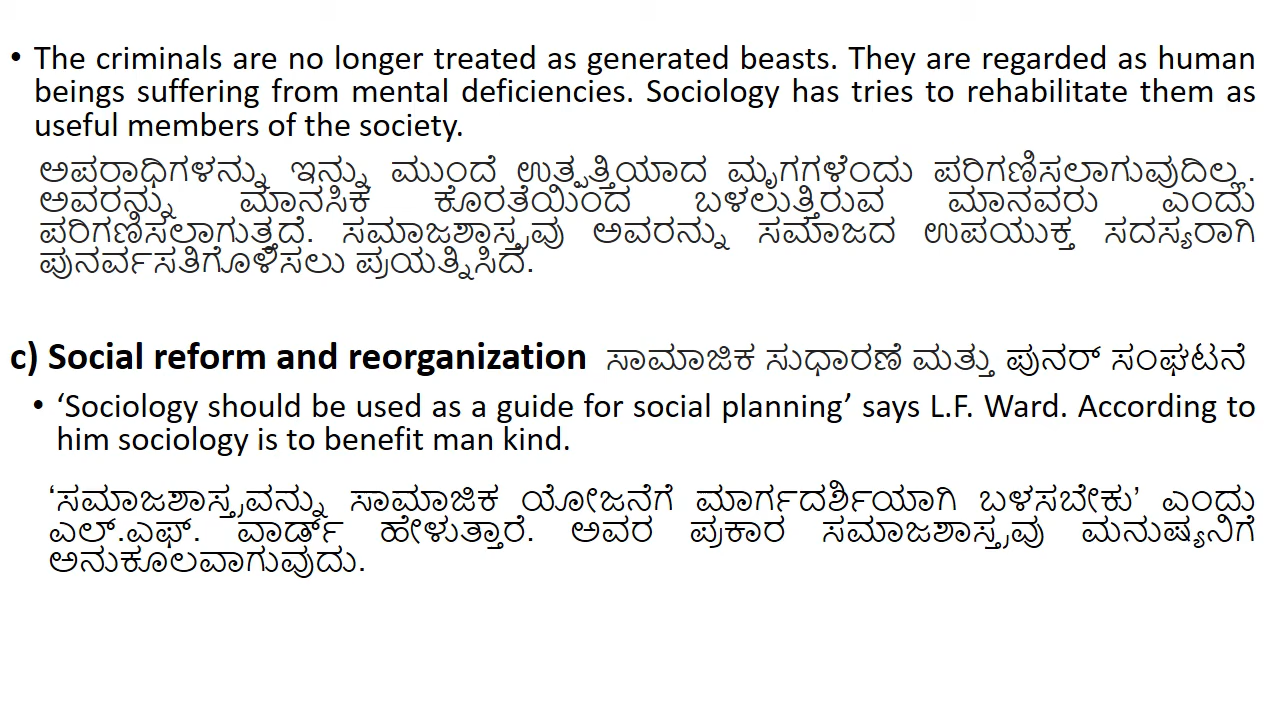 • The criminals are no longer treated as generated beasts. They are regarded as human
beings suffering from mental deficiencies. Sociology has tries to rehabilitate them as
useful members of the society.
ಅಪರಾಧಿಗಳನ್ನು ಇನ್ನು ಮುಂದೆ ಉತ್ಪತ್ತಿಯಾದ ಮೃಗಗಳೆಂದು ಪರಿಗಣಿಸಲಾಗುವುದಿಲ್ಲ.
ಅವರನ್ನು ಮಾನಸಿಕ ಕೊರತೆಯಿಂದ ಬಳಲುತ್ತಿರುವ ಮಾನವರು ಎಂದು
ಪರಿಗಣಿಸಲಾಗುತ್ತದೆ. ಸಮಾಜಶಾಸ್ತ್ರವು ಅವರನ್ನು ಸಮಾಜದ ಉಪಯುಕ್ತ ಸದಸ್ಯರಾಗಿ
ಪುನರ್ವಸತಿಗೊಳಿಸಲು ಪ್ರಯತ್ನಿಸಿದೆ.
c) Social reform and reorganization ಸಾಮಾಜಿಕ ಸುಧಾರಣೆ ಮತ್ತು ಪುನರ್ ಸಂಘಟನೆ
• ‘Sociology should be used as a guide for social planning’ says L.F. Ward. According to
him sociology is to benefit man kind.
‘ಸಮಾಜಶಾಸ್ತ್ರವನ್ನು ಸಾಮಾಜಿಕ ಯೋಜನೆಗೆ ಮಾರ್ಗದರ್ಶಿಯಾಗಿ ಬಳಸಬೇಕು’ ಎಂದು
ಎಲ್.ಎಫ್. ವಾರ್ಡ್ ಹೇಳುತ್ತಾರೆ. ಅವರ ಪ್ರಕಾರ ಸಮಾಜಶಾಸ್ತ್ರವು ಮನುಷ್ಯನಿಗೆ
ಅನುಕೂಲವಾಗುವುದು.